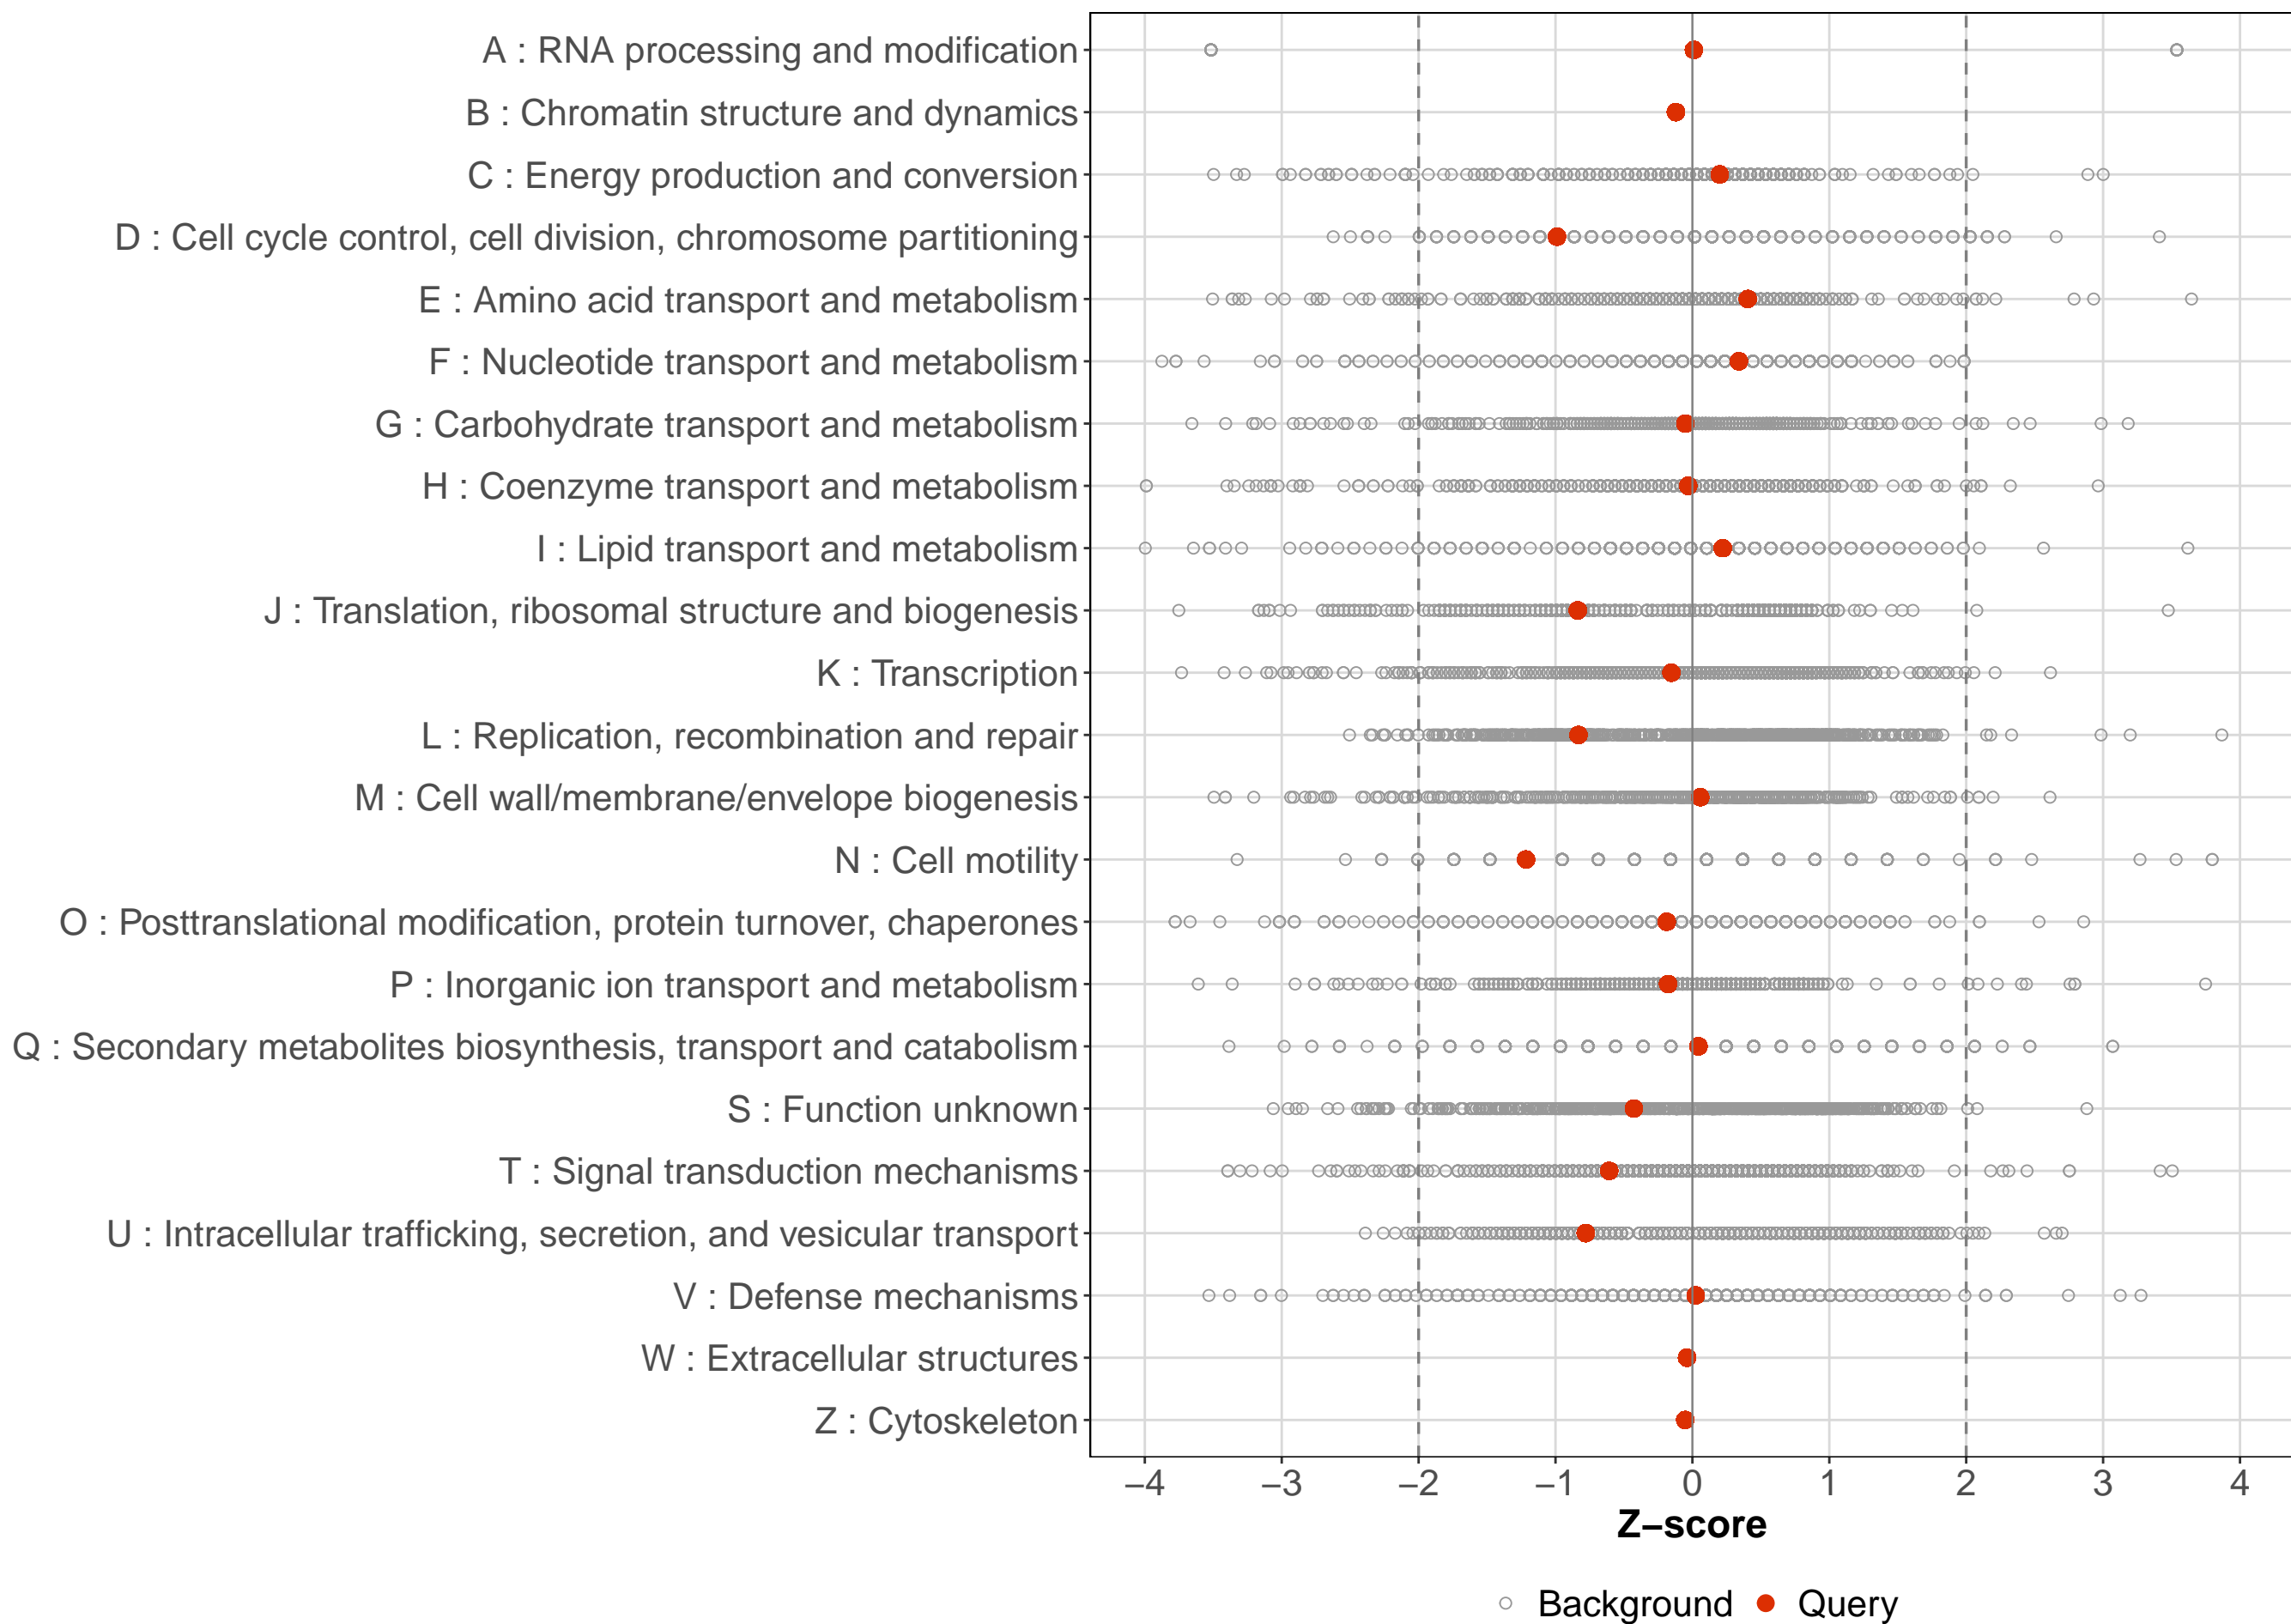 A : RNA processing and modification
B : Chromatin structure and dynamics
C : Energy production and conversion
D : Cell cycle control, cell division, chromosome partitioning
E : Amino acid transport and metabolism
F : Nucleotide transport and metabolism
G : Carbohydrate transport and metabolism
H : Coenzyme transport and metabolism
I : Lipid transport and metabolism
J : Translation, ribosomal structure and biogenesis
K : Transcription
L : Replication, recombination and repair
M : Cell wall/membrane/envelope biogenesis
N : Cell motility
O : Posttranslational modification, protein turnover, chaperones
P : Inorganic ion transport and metabolism
Q : Secondary metabolites biosynthesis, transport and catabolism
S : Function unknown
T : Signal transduction mechanisms
U : Intracellular trafficking, secretion, and vesicular transport
V : Defense mechanisms
W : Extracellular structures
Z : Cytoskeleton
−4 −3 −2 −1 0 1 2 3 4
Z−score
Background Query